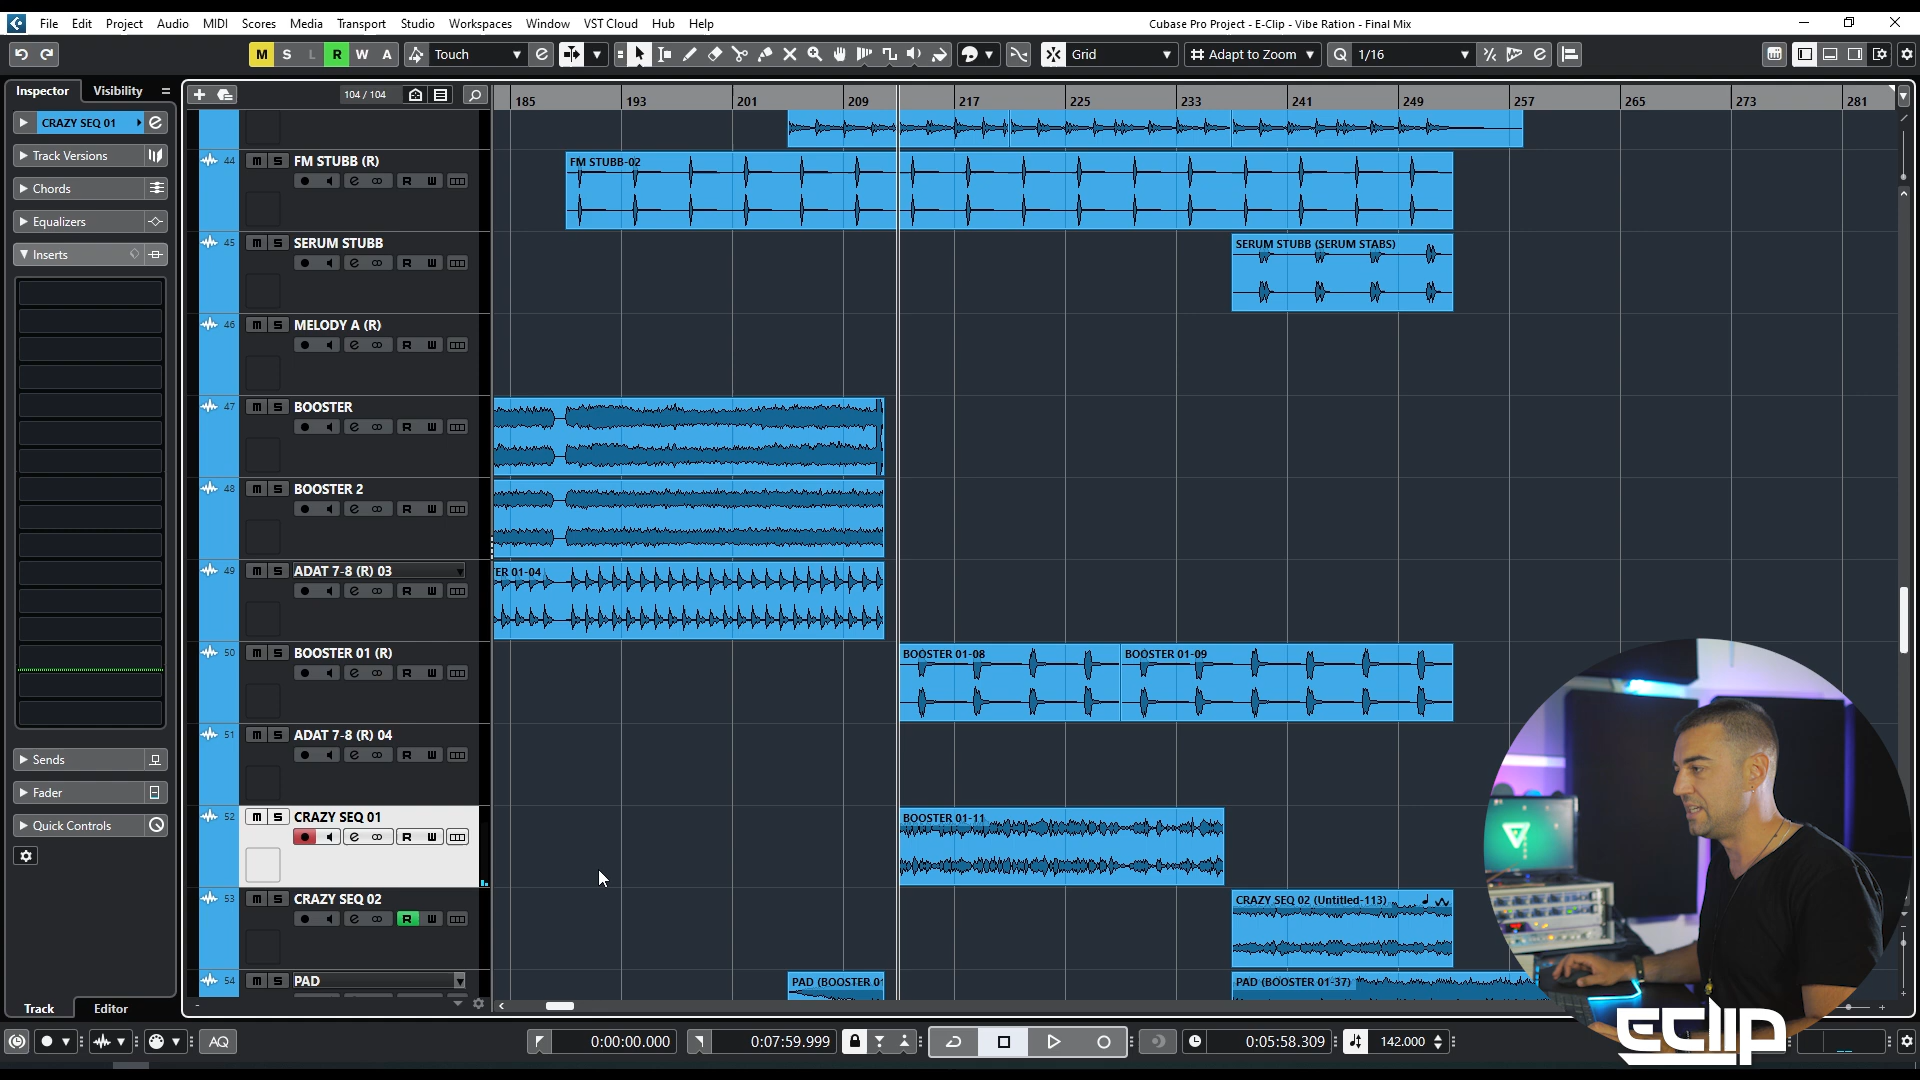 File Edit Project Audio MIDI Scores Media Transport Studio Workspaces Window VST Cloud Hub Help
Cubase Pro Project - E-Clip - Vibe Ration - Final Mix
M S L R W A Touch Grid Adapt to Zoom Q 1/16
Inspector Visibility
104 / 104
185 193 201 209 217 225 233 241 249 257 265 273 281
CRAZY SEQ 01
Track Versions
Chords
Equalizers
Inserts
Sends
Fader
Quick Controls
44 m S FM STUBB (R)
R W
FM STUBB-02
45 m S SERUM STUBB
R W
SERUM STUBB (SERUM STABS)
46 m S MELODY A (R)
R W
47 m S BOOSTER
R W
48 m S BOOSTER 2
R W
49 m S ADAT 7-8 (R) 03
R W
ER 01-04
50 m S BOOSTER 01 (R)
R W
BOOSTER 01-08 BOOSTER 01-09
51 m S ADAT 7-8 (R) 04
R W
52 m S CRAZY SEQ 01
R W
BOOSTER 01-11
53 m S CRAZY SEQ 02
R W
CRAZY SEQ 02 (Untitled-113)
54 m S PAD
PAD (BOOSTER 01
PAD (BOOSTER 01-37)
Track Editor
AQ
0:00:00.000
0:07:59.999
0:05:58.309
142.000
ECLIP